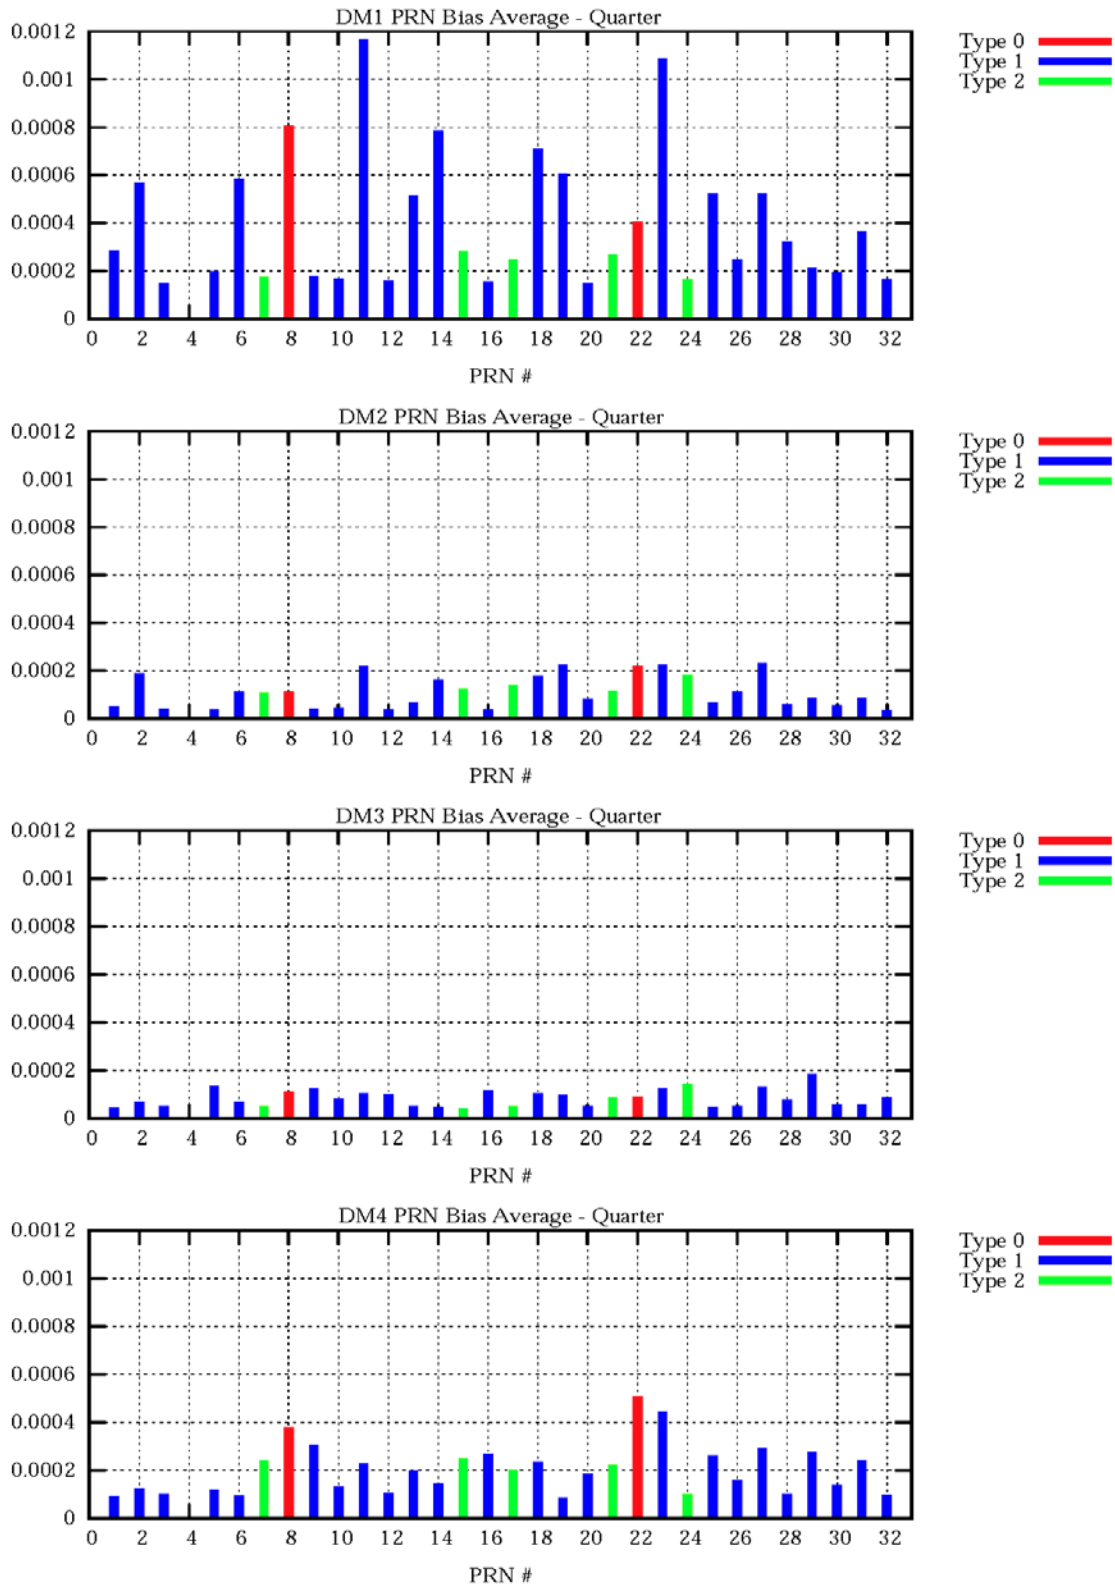 DM1 PRN Bias Average - Quarter
0.0012
0.001
0.0008
0.0006
0.0004
0.0002
0
0 2 4 6 8 10 12 14 16 18 20 22 24 26 28 30 32
PRN #
Type 0
Type 1
Type 2
DM2 PRN Bias Average - Quarter
0.0012
0.001
0.0008
0.0006
0.0004
0.0002
0
0 2 4 6 8 10 12 14 16 18 20 22 24 26 28 30 32
PRN #
Type 0
Type 1
Type 2
DM3 PRN Bias Average - Quarter
0.0012
0.001
0.0008
0.0006
0.0004
0.0002
0
0 2 4 6 8 10 12 14 16 18 20 22 24 26 28 30 32
PRN #
Type 0
Type 1
Type 2
DM4 PRN Bias Average - Quarter
0.0012
0.001
0.0008
0.0006
0.0004
0.0002
0
0 2 4 6 8 10 12 14 16 18 20 22 24 26 28 30 32
PRN #
Type 0
Type 1
Type 2